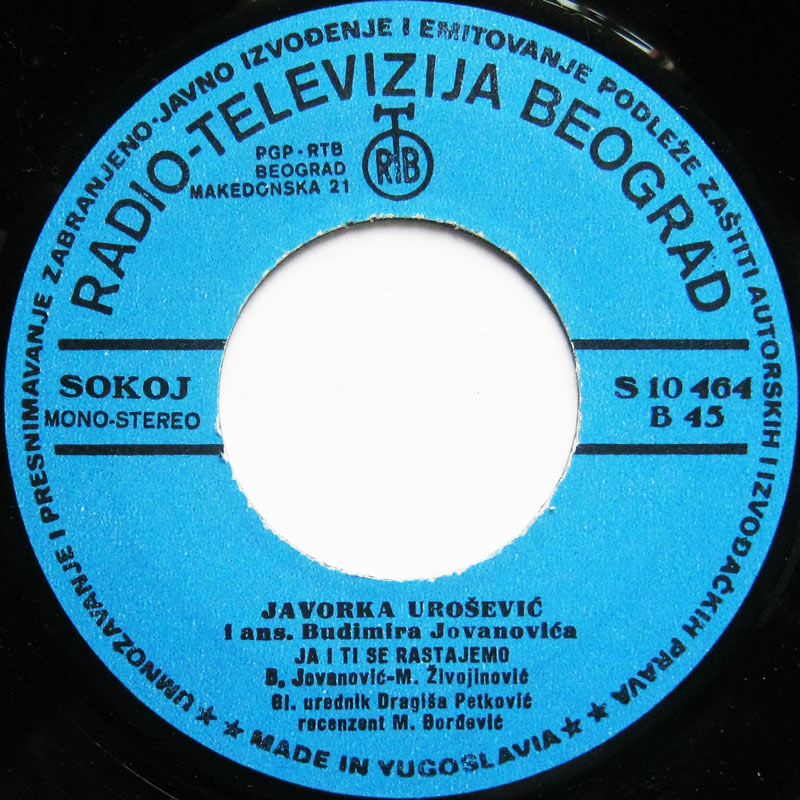 UMNOZAVANJE I PRESNIMAVANJE ZABRANJENO·JAVNO IZVOĐENJE I EMITOVANJE PODLEŽE ZAŠTITI AUTORSKIH I IZVOĐAČKIH PRAVA
RADIO-TELEVIZIJA BEOGRAD
PGP-RTB
BEOGRAD
MAKEDONSKA 21
RTB
SOKOJ
MONO-STEREO
S 10 464
B 45
JAVORKA UROŠEVIĆ
i ans. Budimira Jovanovića
JA I TI SE RASTAJEMO
B. Jovanović-M. Živojinović
Gl. urednik Dragiša Petković
recenzent M. Đorđević
★ ★ MADE IN YUGOSLAVIA ★ ★